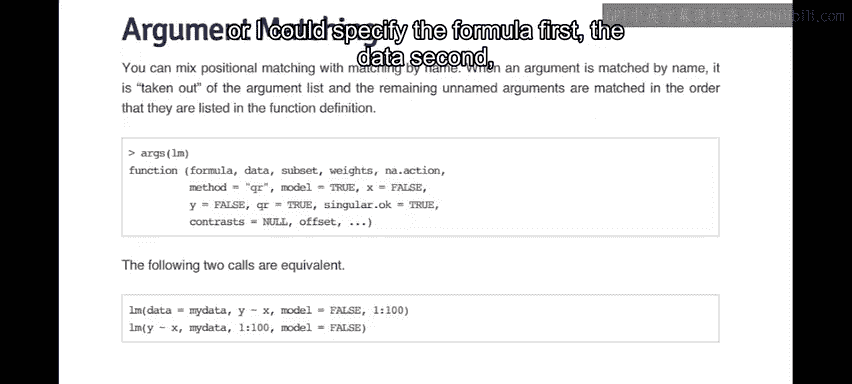 Argument Matching
or I could specify the formula first, the
data second,
You can mix positional matching with matching by name. When an argument is matched by name, it
is “taken out” of the argument list and the remaining unnamed arguments are matched in the order
that they are listed in the function definition.
> args(lm)
function (formula, data, subset, weights, na.action,
method = "qr", model = TRUE, x = FALSE,
y = FALSE, qr = TRUE, singular.ok = TRUE,
contrasts = NULL, offset, ...)
The following two calls are equivalent.
lm(data = mydata, y ~ x, model = FALSE, 1:100)
lm(y ~ x, mydata, 1:100, model = FALSE)